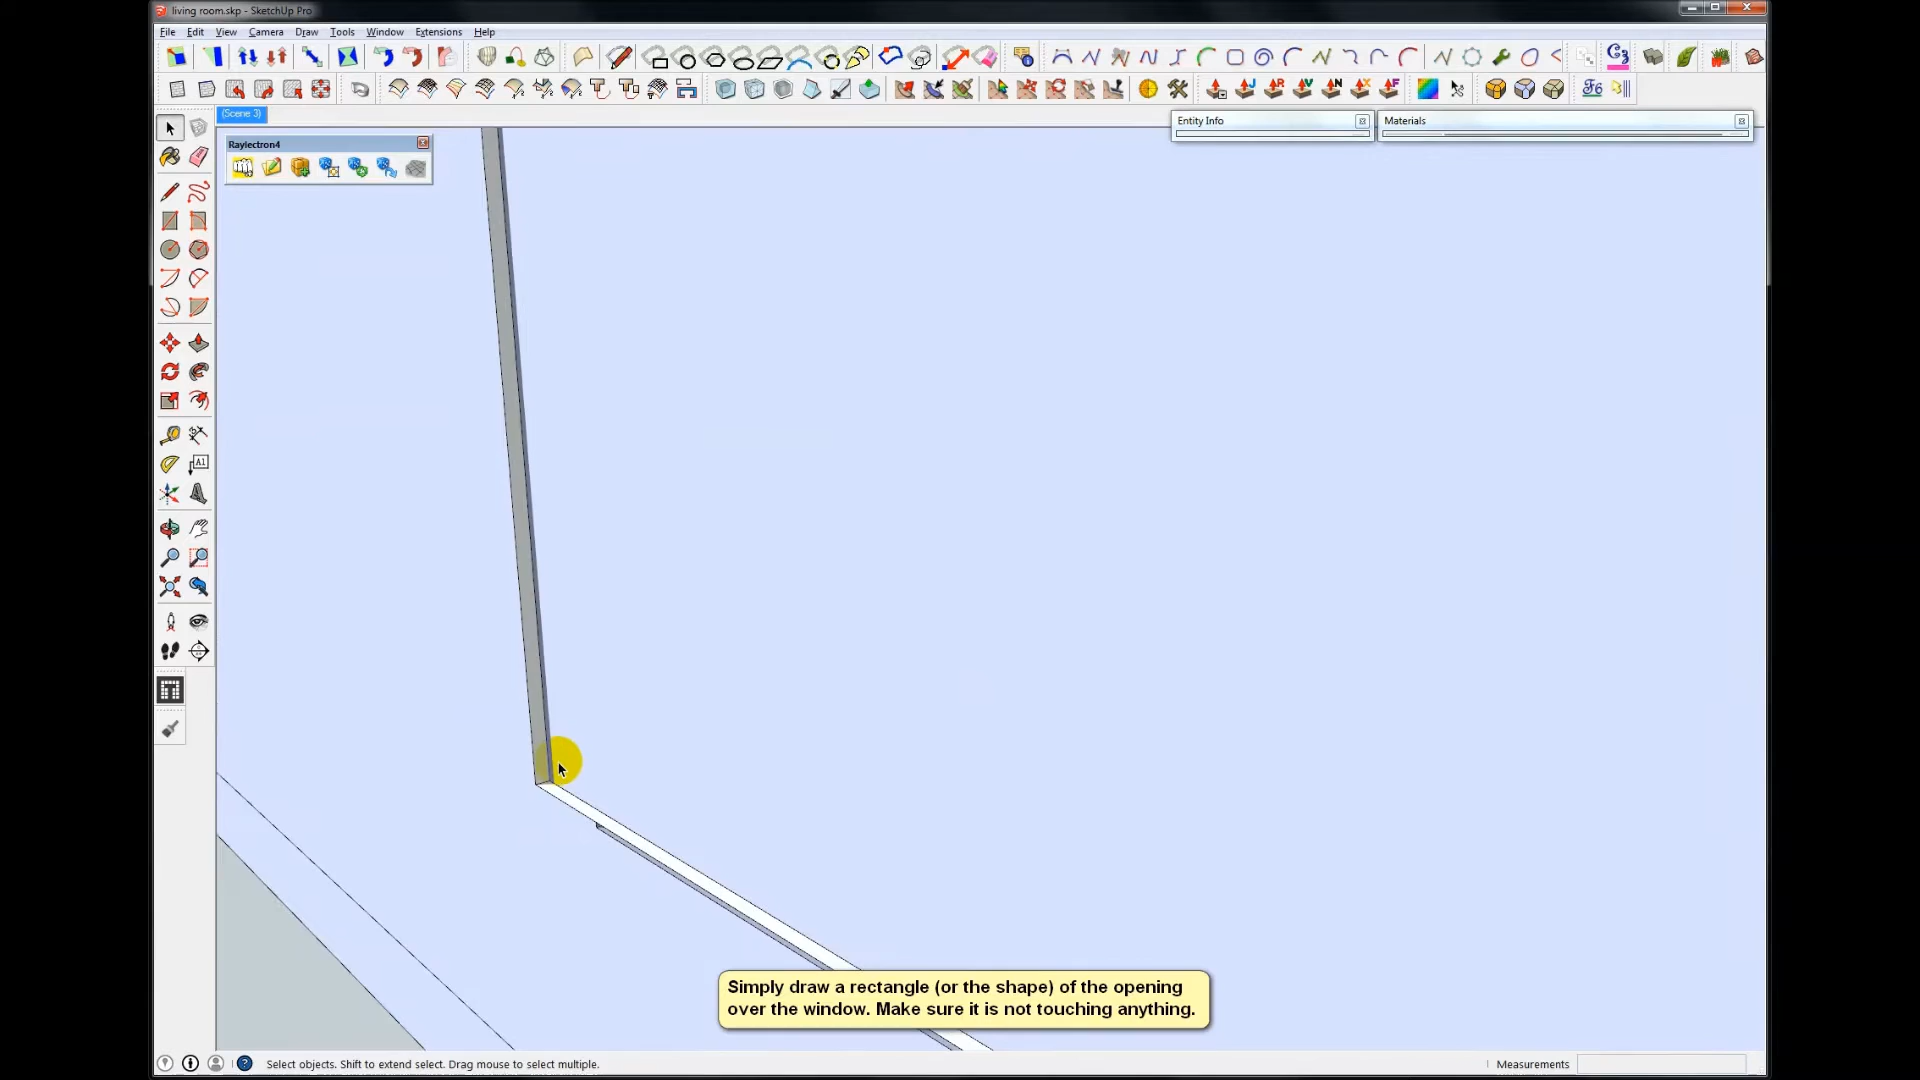 living room.skp - SketchUp Pro
File Edit View Camera Draw Tools Window Extensions Help
(Scene 3)
Entity Info
Materials
Raylectron4
Simply draw a rectangle (or the shape) of the opening
over the window. Make sure it is not touching anything.
Select objects. Shift to extend select. Drag mouse to select multiple.
Measurements